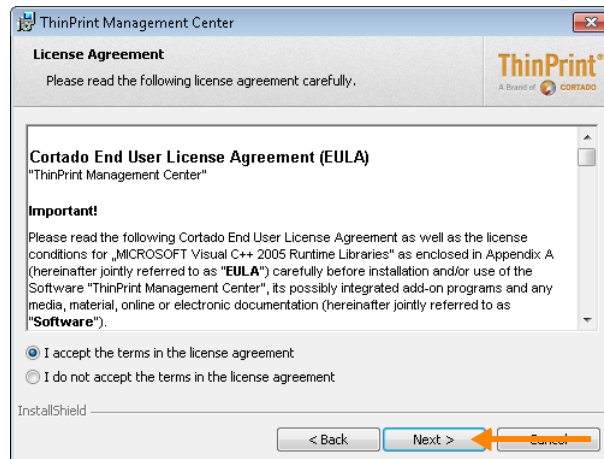 ThinPrint Management Center
License Agreement
Please read the following license agreement carefully.
ThinPrint®
A Brand of CORTADO
Cortado End User License Agreement (EULA)
"ThinPrint Management Center"
Important!
Please read the following Cortado End User License Agreement as well as the license
conditions for „MICROSOFT Visual C++ 2005 Runtime Libraries" as enclosed in Appendix A
(hereinafter jointly referred to as "EULA") carefully before installation and/or use of the
Software "ThinPrint Management Center", its possibly integrated add-on programs and any
media, material, online or electronic documentation (hereinafter jointly referred to as
"Software").
I accept the terms in the license agreement
I do not accept the terms in the license agreement
InstallShield
< Back
Next >
Cancel